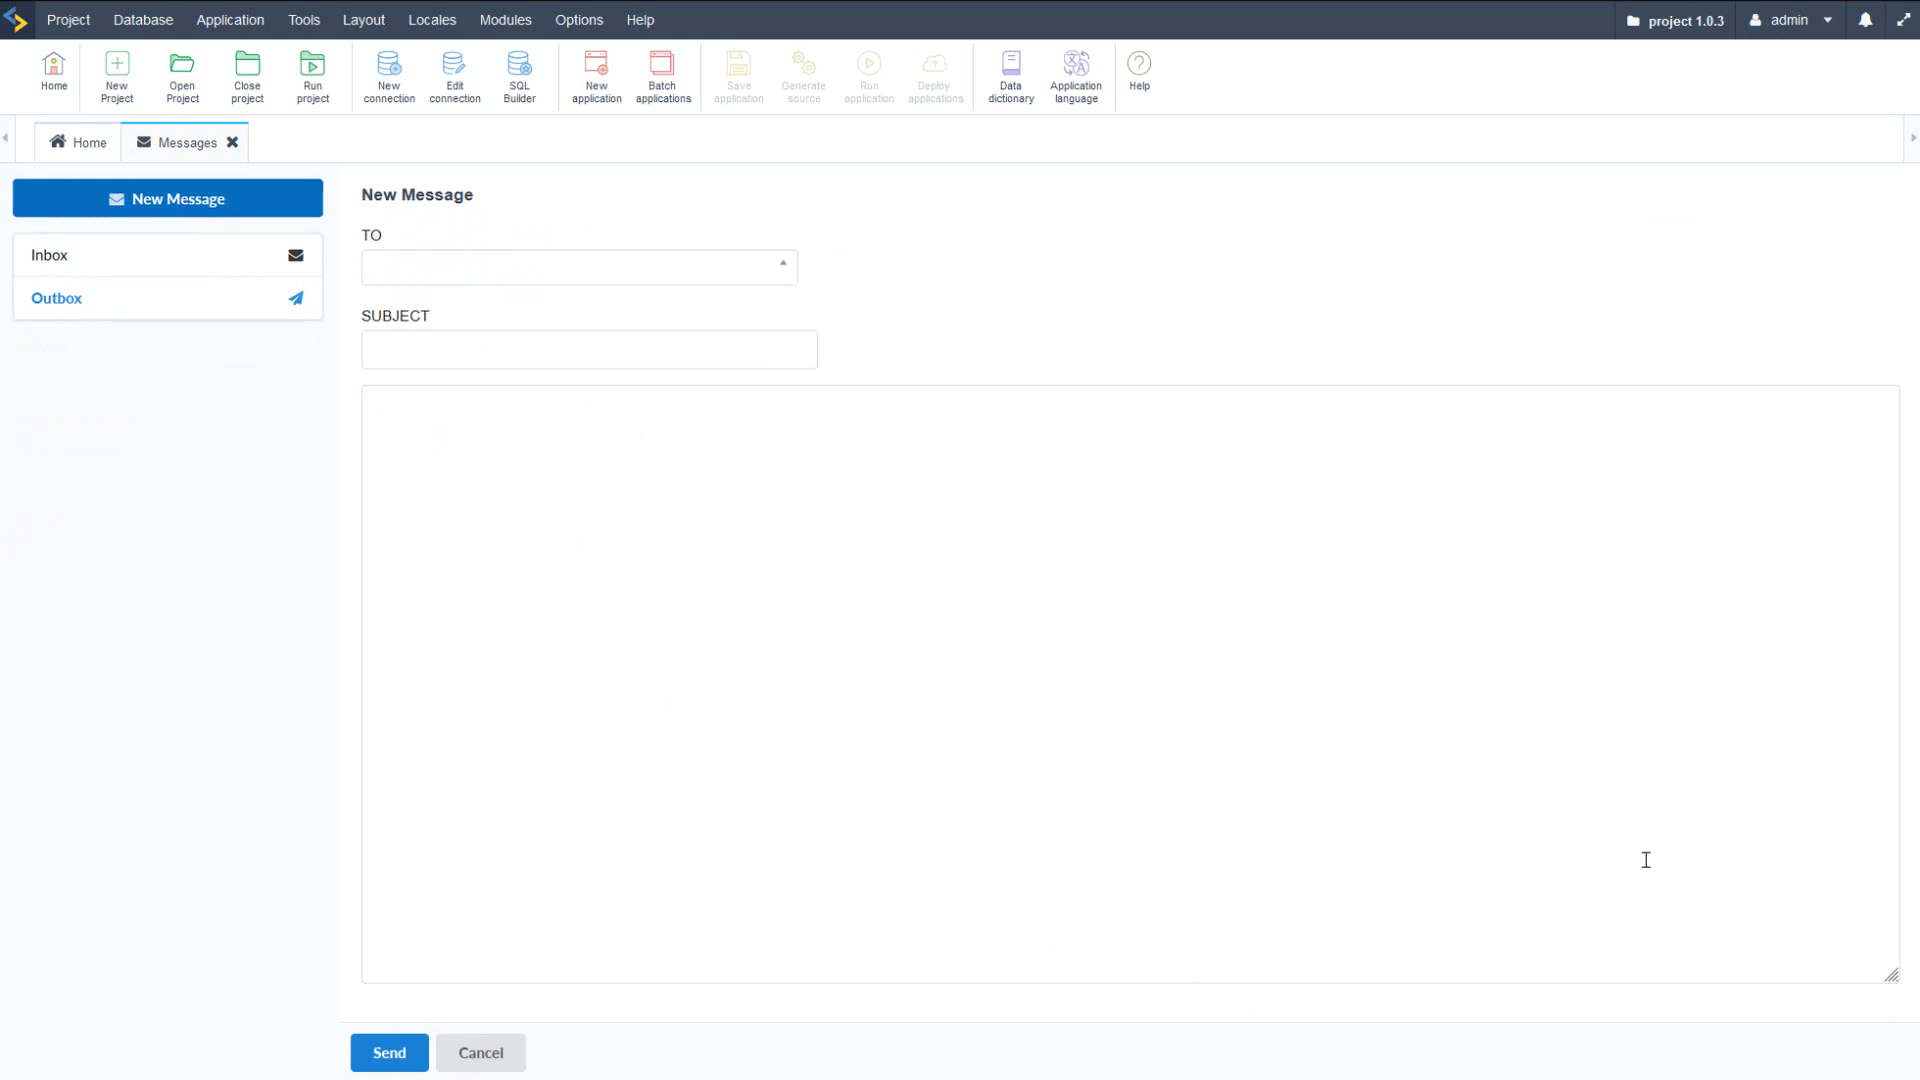 Project Database Application Tools Layout Locales Modules Options Help project 1.0.3 admin
Home New Project Open Project Close project Run project New connection Edit connection SQL Builder New application Batch applications Save application Generate source Run application Deploy applications Data dictionary Application language Help
Home Messages
New Message
Inbox
Outbox
New Message
TO
SUBJECT
Send Cancel